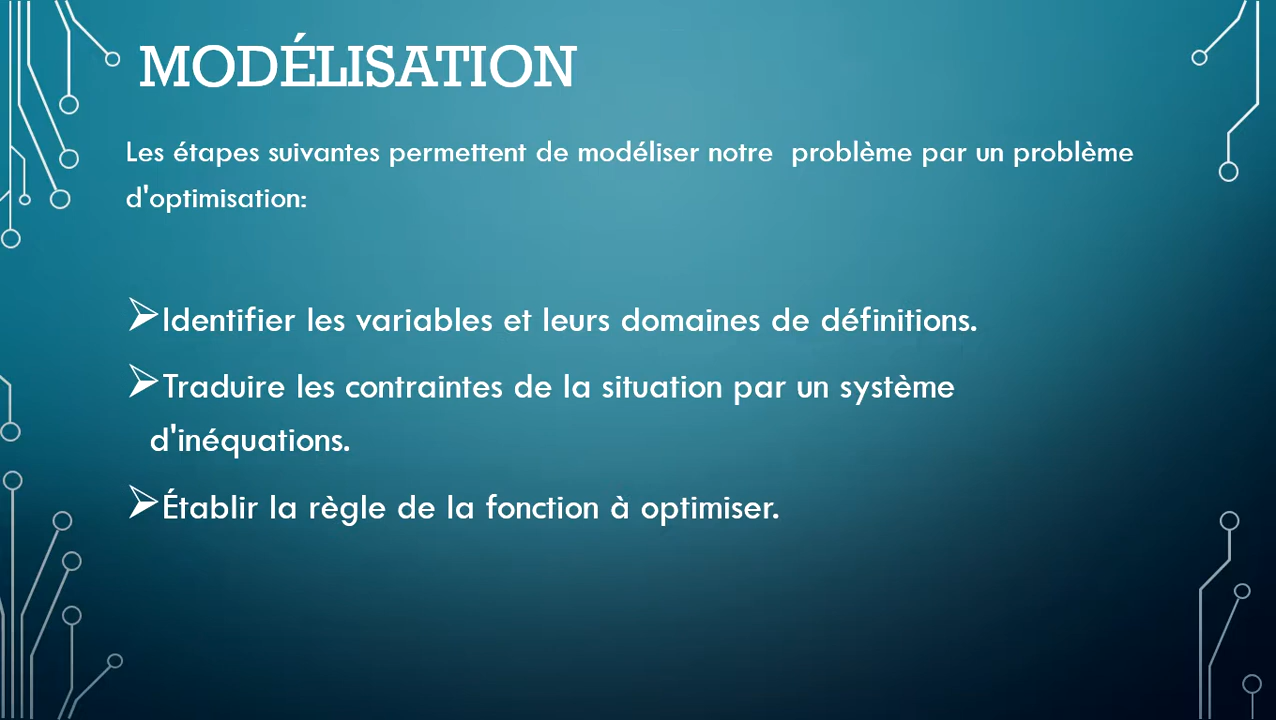 MODÉLISATION
Les étapes suivantes permettent de modéliser notre  problème par un problème
d'optimisation:
➢Identifier les variables et leurs domaines de définitions.
➢Traduire les contraintes de la situation par un système
d'inéquations.
➢Établir la règle de la fonction à optimiser.